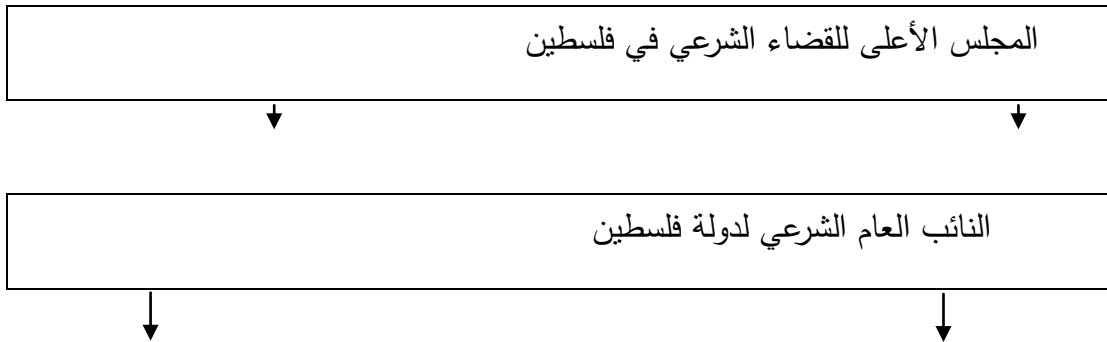 المجلس الأعلى للقضاء الشرعي في فلسطين
النائب العام الشرعي لدولة فلسطين